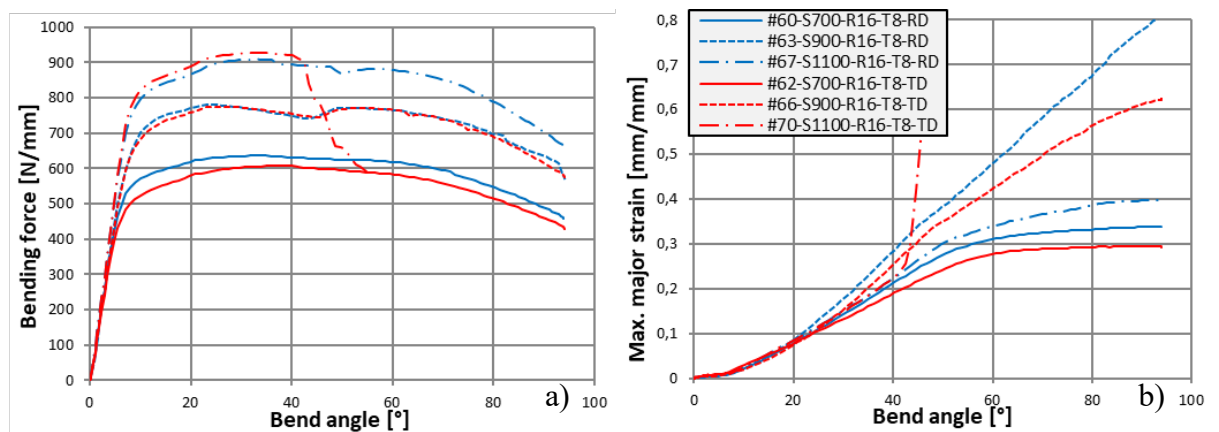 1000
900
800
700
600
500
400
300
200
100
0
0 20 40 60 80 100
Bending force [N/mm]
Bend angle [°]
a)
0,8
0,7
0,6
0,5
0,4
0,3
0,2
0,1
0
0 20 40 60 80 100
Max. major strain [mm/mm]
Bend angle [°]
b)
#60-S700-R16-T8-RD
#63-S900-R16-T8-RD
#67-S1100-R16-T8-RD
#62-S700-R16-T8-TD
#66-S900-R16-T8-TD
#70-S1100-R16-T8-TD